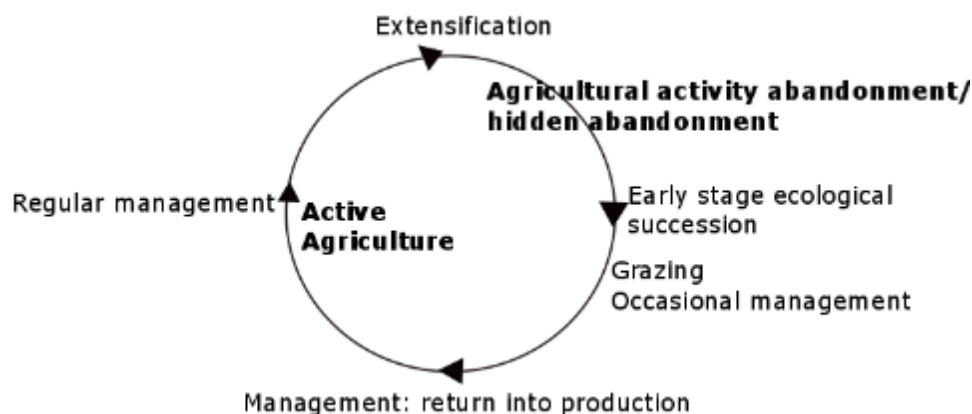 Extensification
Agricultural activity abandonment/
hidden abandonment
Regular management
Active
Agriculture
Early stage ecological
succession
Grazing
Occasional management
Management: return into production